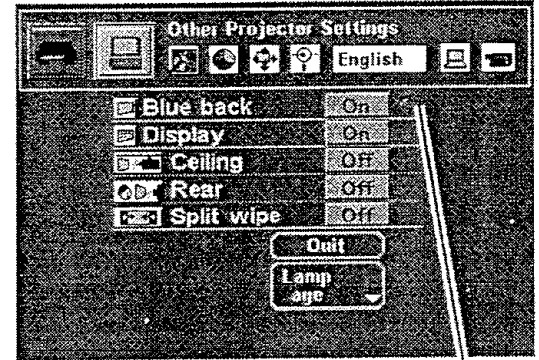 Other Projector Settings
English
Blue back On
Display On
Ceiling Off
Rear Off
Split wipe Off
Quit
Lamp
age